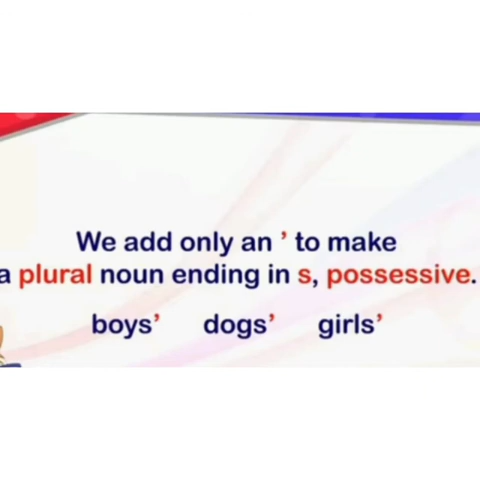 We add only an ’ to make
a plural noun ending in s, possessive.
boys’ dogs’ girls’